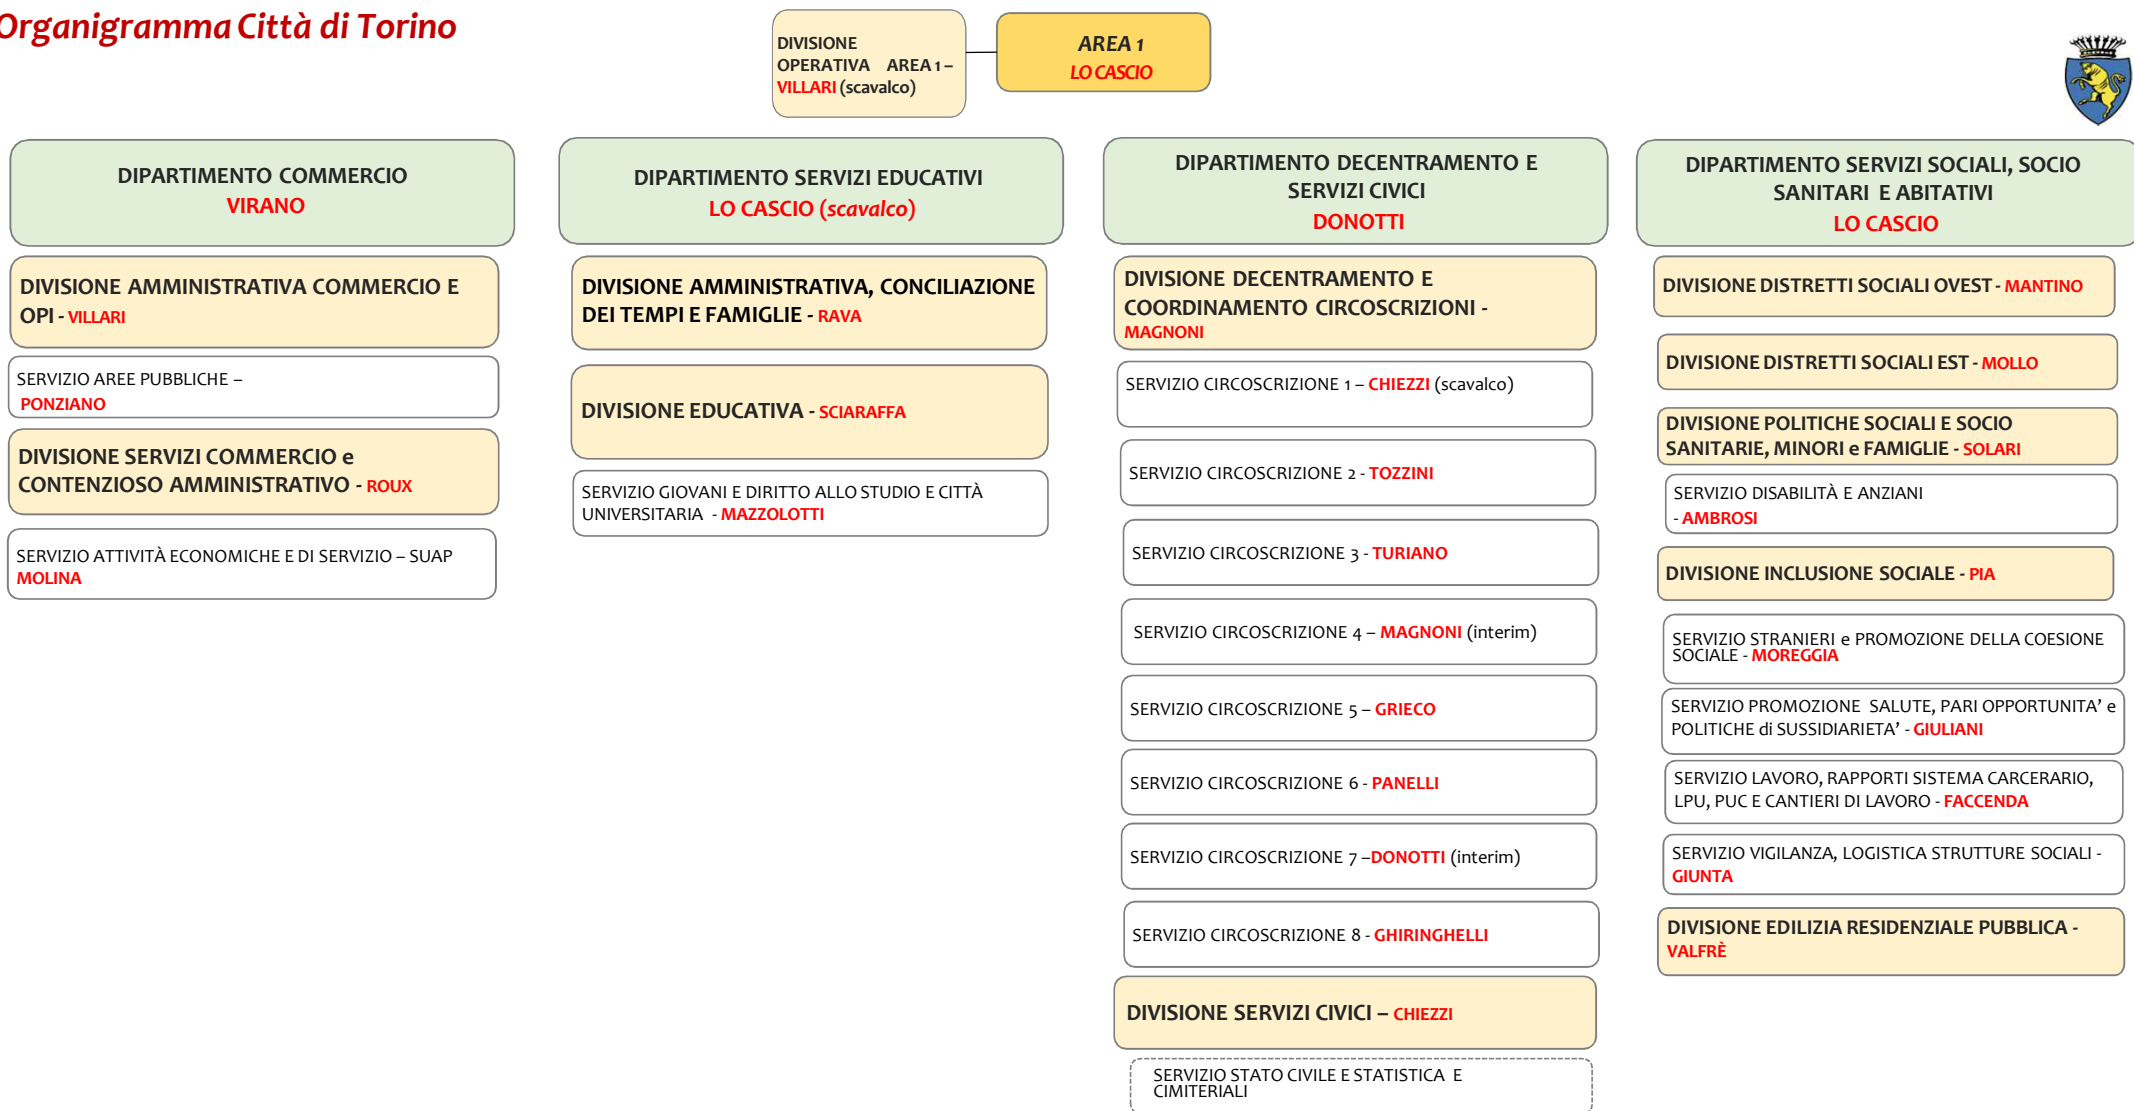 Organigramma Città di Torino
DIVISIONE
OPERATIVA AREA 1 –
VILLARI (scavalco)
AREA 1
LO CASCIO
DIPARTIMENTO COMMERCIO
VIRANO
DIVISIONE AMMINISTRATIVA COMMERCIO E
OPI - VILLARI
SERVIZIO AREE PUBBLICHE –
PONZIANO
DIVISIONE SERVIZI COMMERCIO e
CONTENZIOSO AMMINISTRATIVO - ROUX
SERVIZIO ATTIVITÀ ECONOMICHE E DI SERVIZIO – SUAP
MOLINA
DIPARTIMENTO SERVIZI EDUCATIVI
LO CASCIO (scavalco)
DIVISIONE AMMINISTRATIVA, CONCILIAZIONE
DEI TEMPI E FAMIGLIE - RAVA
DIVISIONE EDUCATIVA - SCIARAFFA
SERVIZIO GIOVANI E DIRITTO ALLO STUDIO E CITTÀ
UNIVERSITARIA - MAZZOLOTTI
DIPARTIMENTO DECENTRAMENTO E
SERVIZI CIVICI
DONOTTI
DIVISIONE DECENTRAMENTO E
COORDINAMENTO CIRCOSCRIZIONI -
MAGNONI
SERVIZIO CIRCOSCRIZIONE 1 – CHIEZZI (scavalco)
SERVIZIO CIRCOSCRIZIONE 2 - TOZZINI
SERVIZIO CIRCOSCRIZIONE 3 - TURIANO
SERVIZIO CIRCOSCRIZIONE 4 – MAGNONI (interim)
SERVIZIO CIRCOSCRIZIONE 5 – GRIECO
SERVIZIO CIRCOSCRIZIONE 6 - PANELLI
SERVIZIO CIRCOSCRIZIONE 7 –DONOTTI (interim)
SERVIZIO CIRCOSCRIZIONE 8 - GHIRINGHELLI
DIVISIONE SERVIZI CIVICI – CHIEZZI
SERVIZIO STATO CIVILE E STATISTICA E
CIMITERIALI
DIPARTIMENTO SERVIZI SOCIALI, SOCIO
SANITARI E ABITATIVI
LO CASCIO
DIVISIONE DISTRETTI SOCIALI OVEST - MANTINO
DIVISIONE DISTRETTI SOCIALI EST - MOLLO
DIVISIONE POLITICHE SOCIALI E SOCIO
SANITARIE, MINORI e FAMIGLIE - SOLARI
SERVIZIO DISABILITÀ E ANZIANI
- AMBROSI
DIVISIONE INCLUSIONE SOCIALE - PIA
SERVIZIO STRANIERI e PROMOZIONE DELLA COESIONE
SOCIALE - MOREGGIA
SERVIZIO PROMOZIONE SALUTE, PARI OPPORTUNITA’ e
POLITICHE di SUSSIDIARIETA’ - GIULIANI
SERVIZIO LAVORO, RAPPORTI SISTEMA CARCERARIO,
LPU, PUC E CANTIERI DI LAVORO - FACCENDA
SERVIZIO VIGILANZA, LOGISTICA STRUTTURE SOCIALI -
GIUNTA
DIVISIONE EDILIZIA RESIDENZIALE PUBBLICA -
VALFRÈ